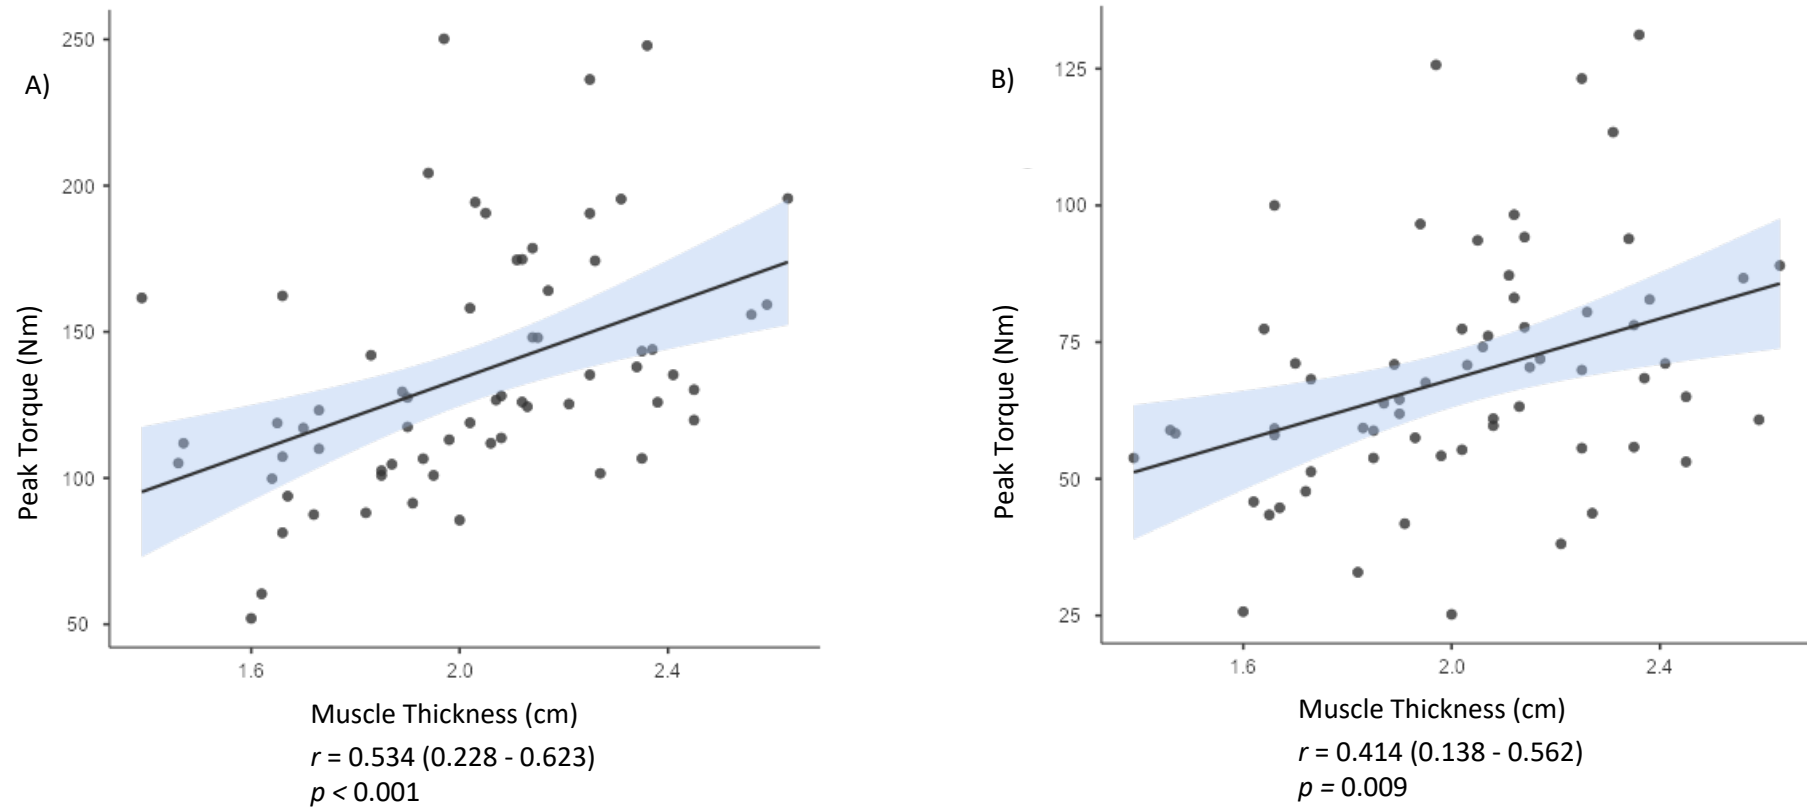 A)
Peak Torque (Nm)
250
200
150
100
50
1.6
2.0
2.4
Muscle Thickness (cm)
r = 0.534 (0.228 - 0.623)
p < 0.001
B)
Peak Torque (Nm)
125
100
75
50
25
1.6
2.0
2.4
Muscle Thickness (cm)
r = 0.414 (0.138 - 0.562)
p = 0.009